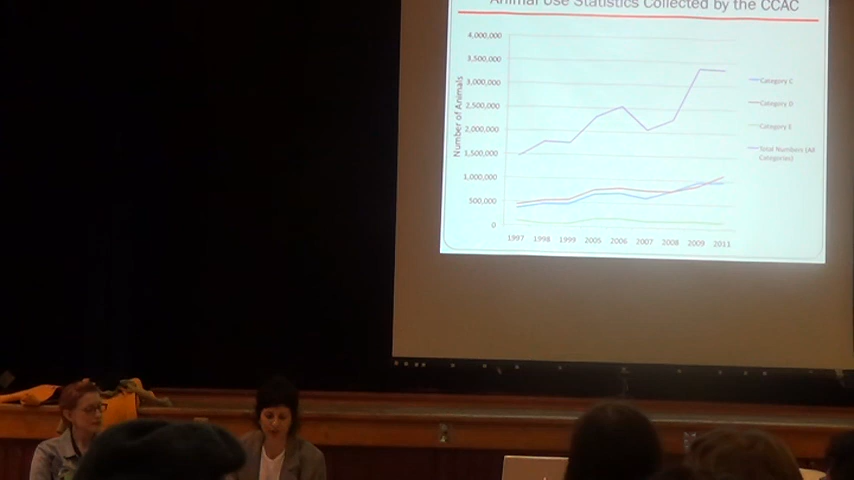 Animal Use Statistics Collected by the CCAC
4,000,000
3,500,000
3,000,000
2,500,000
2,000,000
1,500,000
1,000,000
500,000
0
Number of Animals
1997 1998 1999 2005 2006 2007 2008 2009 2011
Category C
Category D
Category E
Total Numbers (All
Categories)